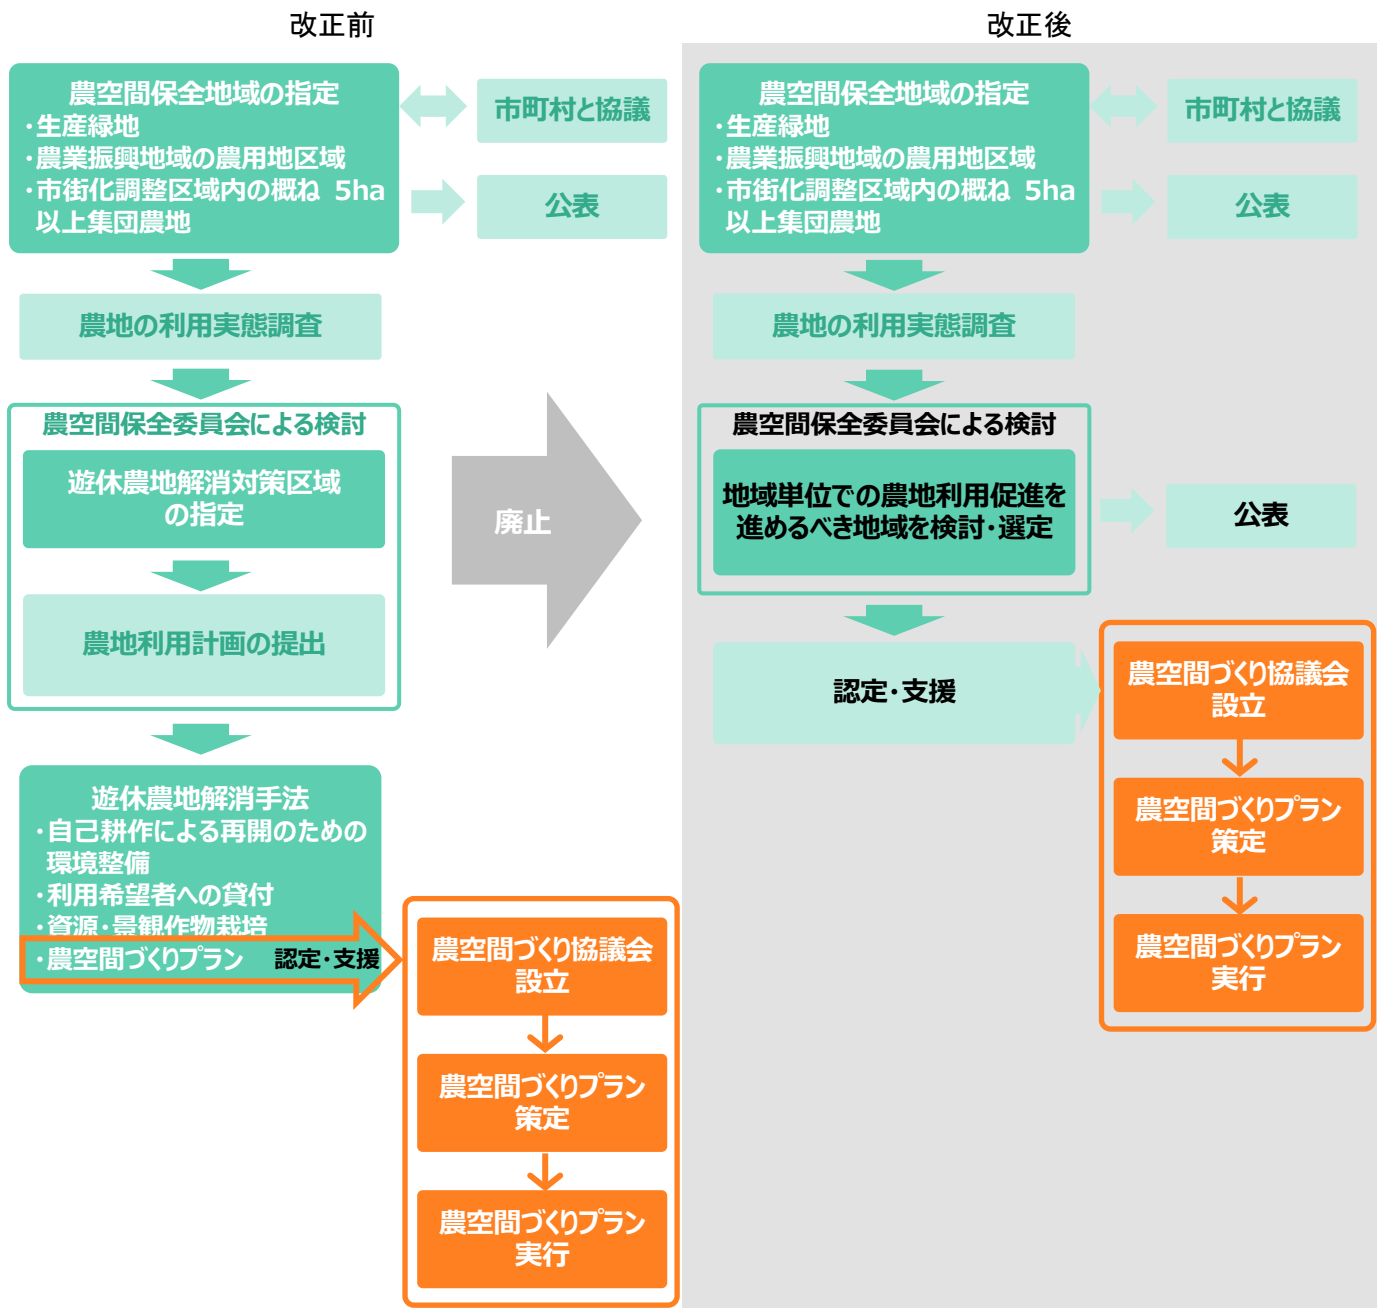 改正前
農空間保全地域の指定
・生産緑地
・農業振興地域の農用地区域
・市街化調整区域内の概ね 5ha
以上集団農地
市町村と協議
公表
農地の利用実態調査
農空間保全委員会による検討
遊休農地解消対策区域
の指定
農地利用計画の提出
遊休農地解消手法
・自己耕作による再開のための
環境整備
・利用希望者への貸付
・資源・景観作物栽培
・農空間づくりプラン 認定・支援
農空間づくり協議会
設立
農空間づくりプラン
策定
農空間づくりプラン
実行
廃止
改正後
農空間保全地域の指定
・生産緑地
・農業振興地域の農用地区域
・市街化調整区域内の概ね 5ha
以上集団農地
市町村と協議
公表
農地の利用実態調査
農空間保全委員会による検討
地域単位での農地利用促進を
進めるべき地域を検討・選定
公表
認定・支援
農空間づくり協議会
設立
農空間づくりプラン
策定
農空間づくりプラン
実行